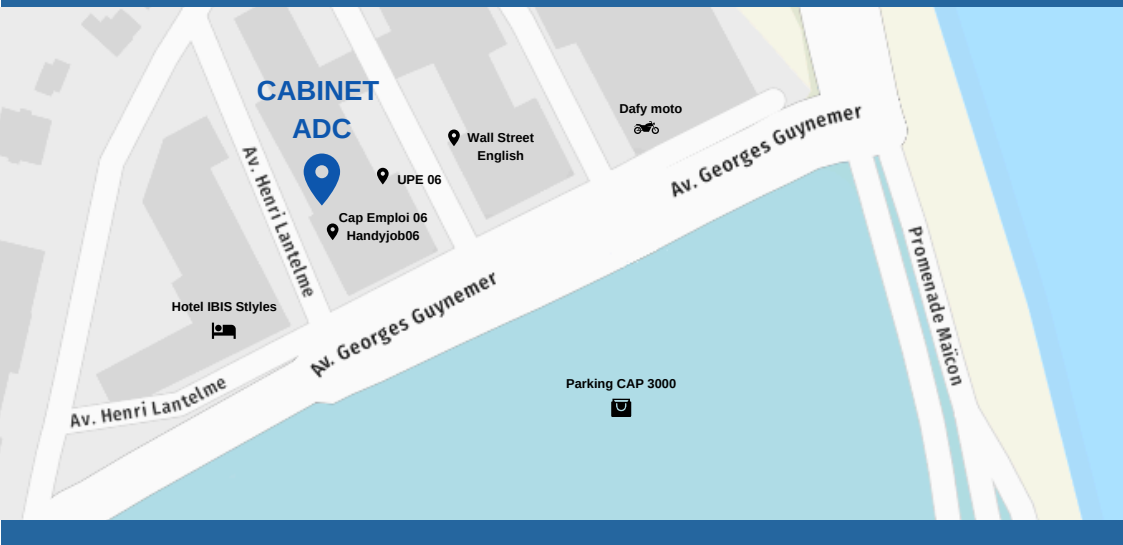 CABINET
ADC
Dafy moto
Wall Street
English
Av. Georges Guynemer
UPE 06
Av. Henri Lantelme
Cap Emploi 06
Handyjob06
Promenade Maïcon
Hotel IBIS Stlyles
Av. Georges Guynemer
Parking CAP 3000
Av. Henri Lantelme